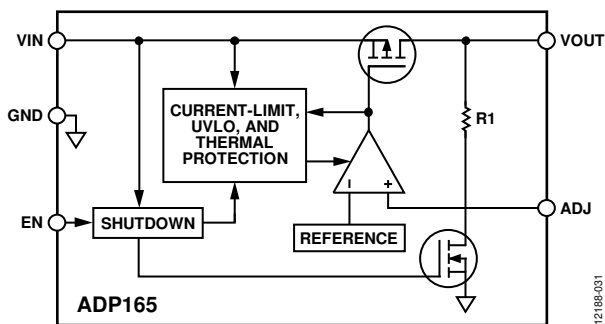 VIN
VOUT
GND
CURRENT-LIMIT,
UVLO, AND
THERMAL
PROTECTION
R1
EN
SHUTDOWN
REFERENCE
ADJ
ADP165
12188-031